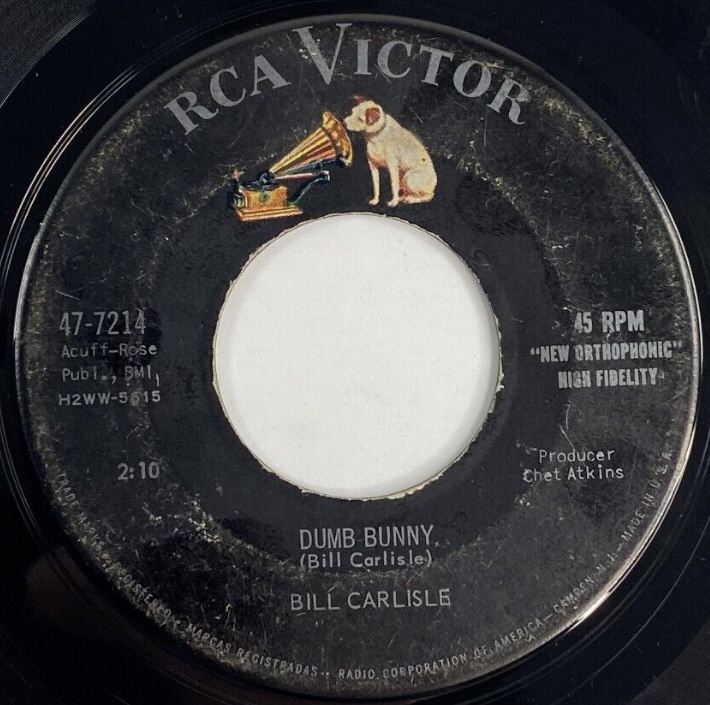 RCA VICTOR
47-7214
Acuff-Rose
Publ., BMI
H2WW-5615
2:10
45 RPM
"NEW ORTHOPHONIC"
HIGH FIDELITY
Producer
Chet Atkins
DUMB BUNNY
(Bill Carlisle)
BILL CARLISLE
MARCAS REGISTRADAS - RADIO CORPORATION OF AMERICA - CAMDEN, N.J. - MADE IN U.S.A.